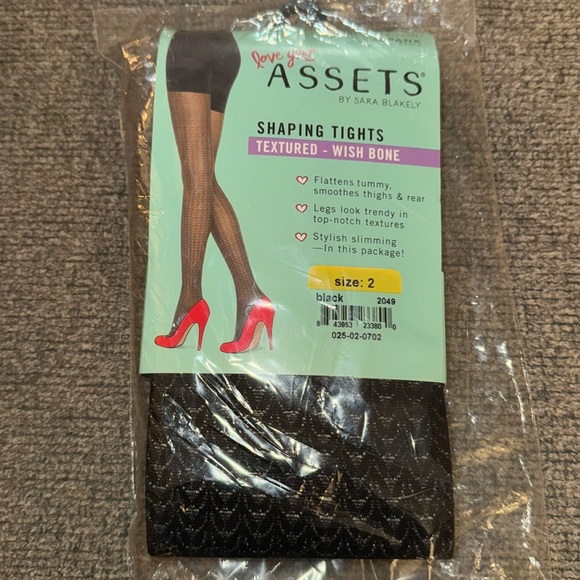 love your
ASSETS®
BY SARA BLAKELY
SHAPING TIGHTS
TEXTURED - WISH BONE
Flattens tummy,
smoothes thighs & rear
Legs look trendy in
top-notch textures
Stylish slimming
—In this package!
size: 2
black 2049
8 43953 23380 0
025-02-0702